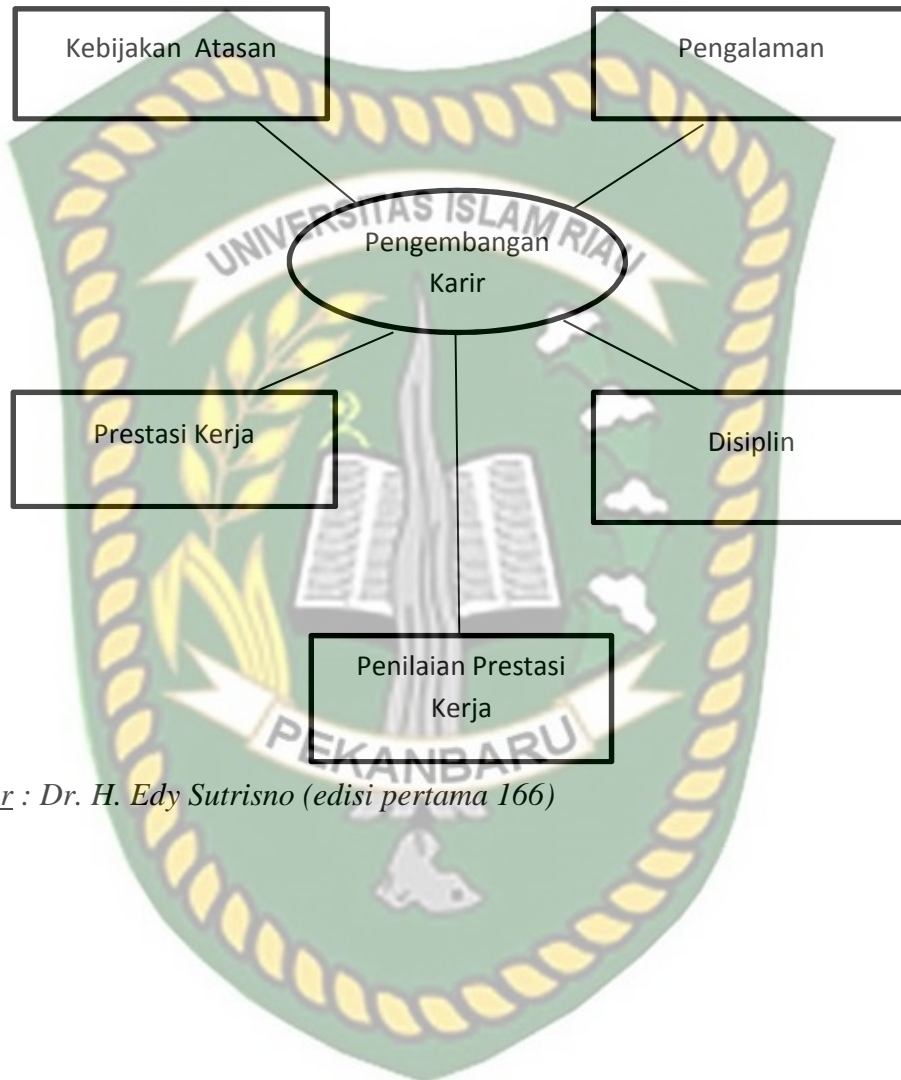 Kebijakan Atasan
Pengalaman
UNIVERSITAS ISLAM RIAU
Pengembangan
Karir
Prestasi Kerja
Disiplin
Penilaian Prestasi
Kerja
PEKANBARU
r : Dr. H. Edy Sutrisno (edisi pertama 166)